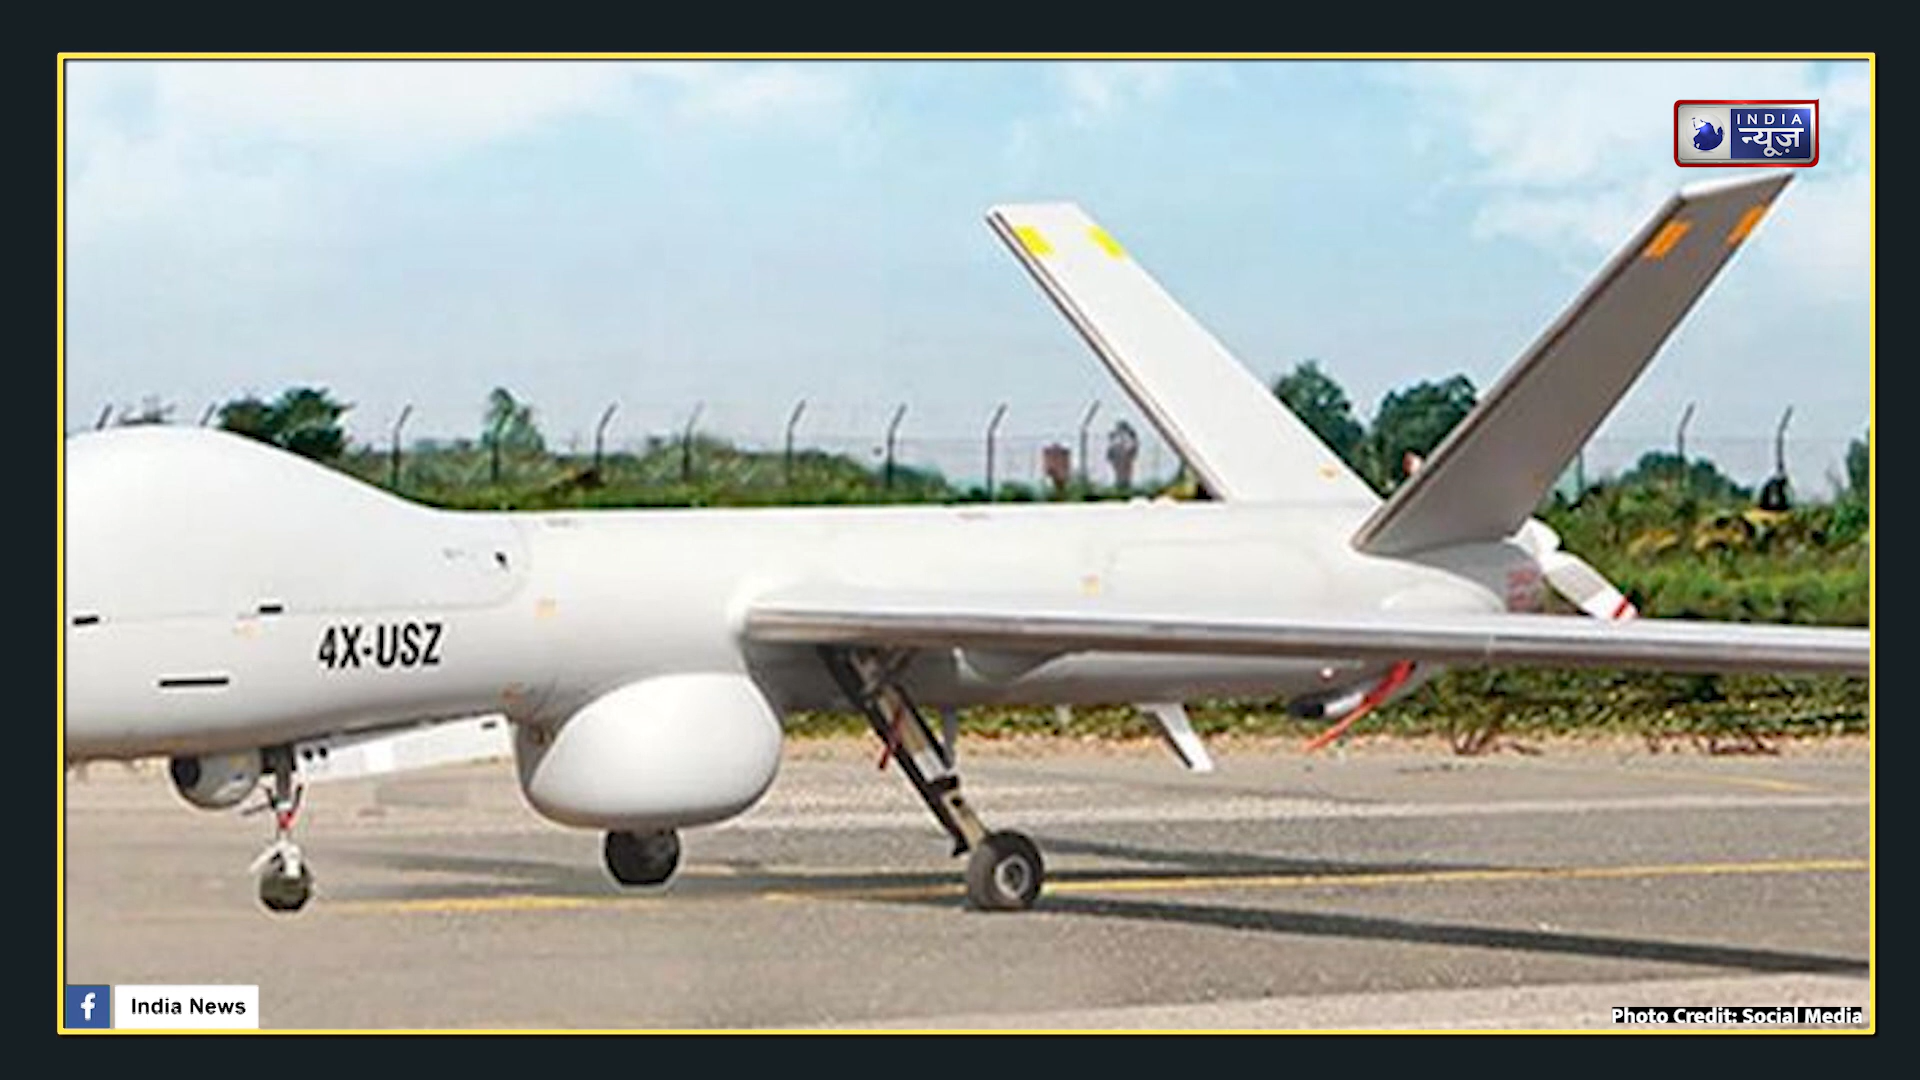 INDIA
न्यूज़
4X-USZ
India News
Photo Credit: Social Media